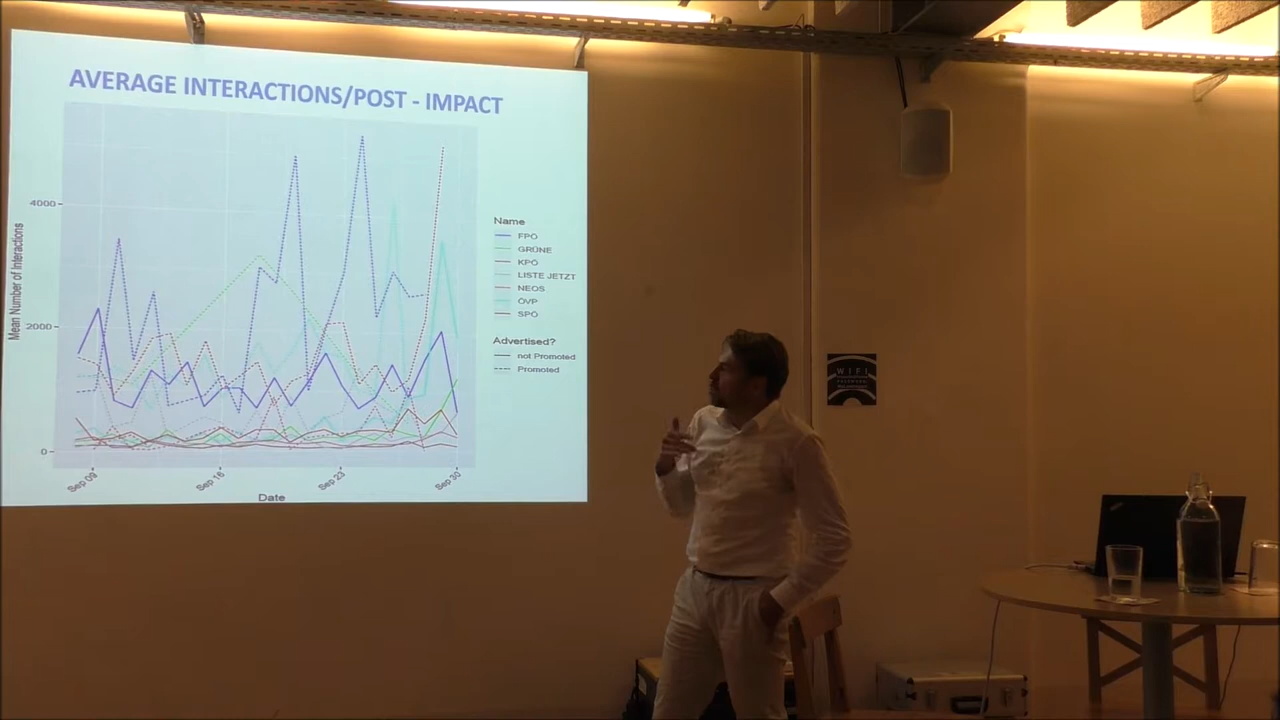 AVERAGE INTERACTIONS/POST - IMPACT
4000
2000
0
Mean Number of Interactions
Sep 09
Sep 16
Sep 23
Sep 30
Date
Name
FPÖ
GRÜNE
KPÖ
LISTE JETZT
NEOS
ÖVP
SPÖ
Advertised?
not Promoted
Promoted
WIFI